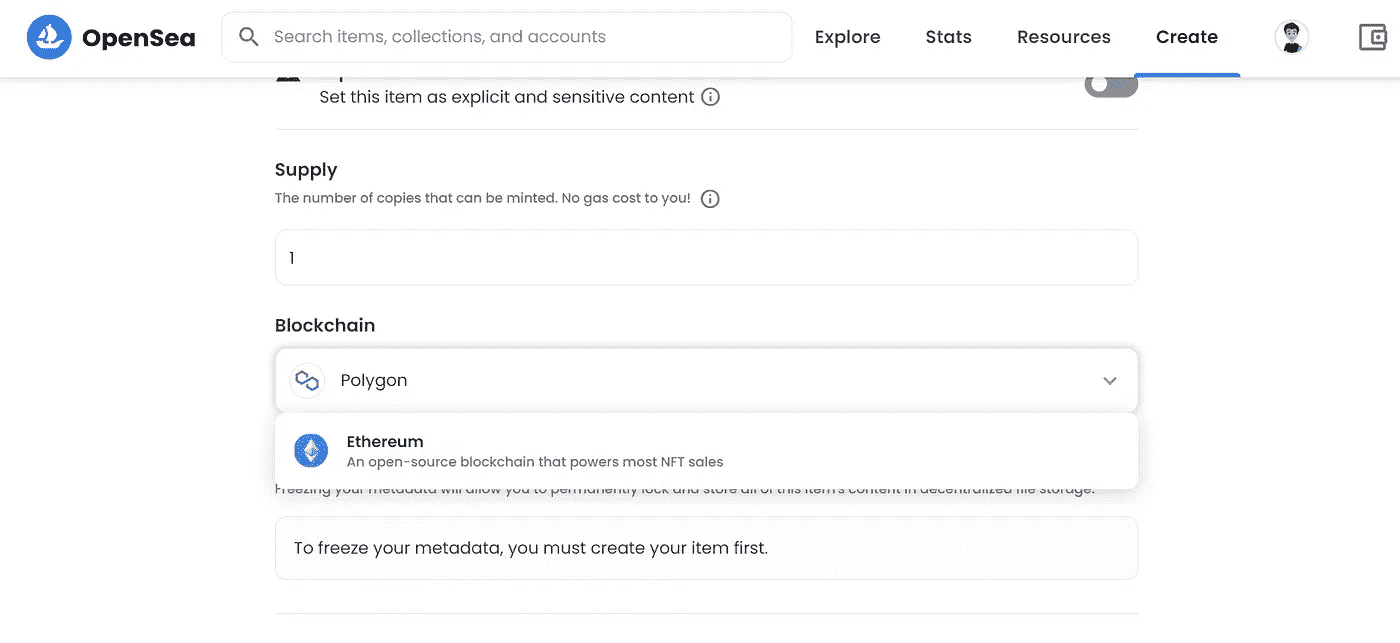 OpenSea
Search items, collections, and accounts
Explore
Stats
Resources
Create
Set this item as explicit and sensitive content
Supply
The number of copies that can be minted. No gas cost to you!
1
Blockchain
Polygon
Ethereum
An open-source blockchain that powers most NFT sales
Freezing your metadata will allow you to permanently lock and store all of this item's content in decentralized file storage.
To freeze your metadata, you must create your item first.